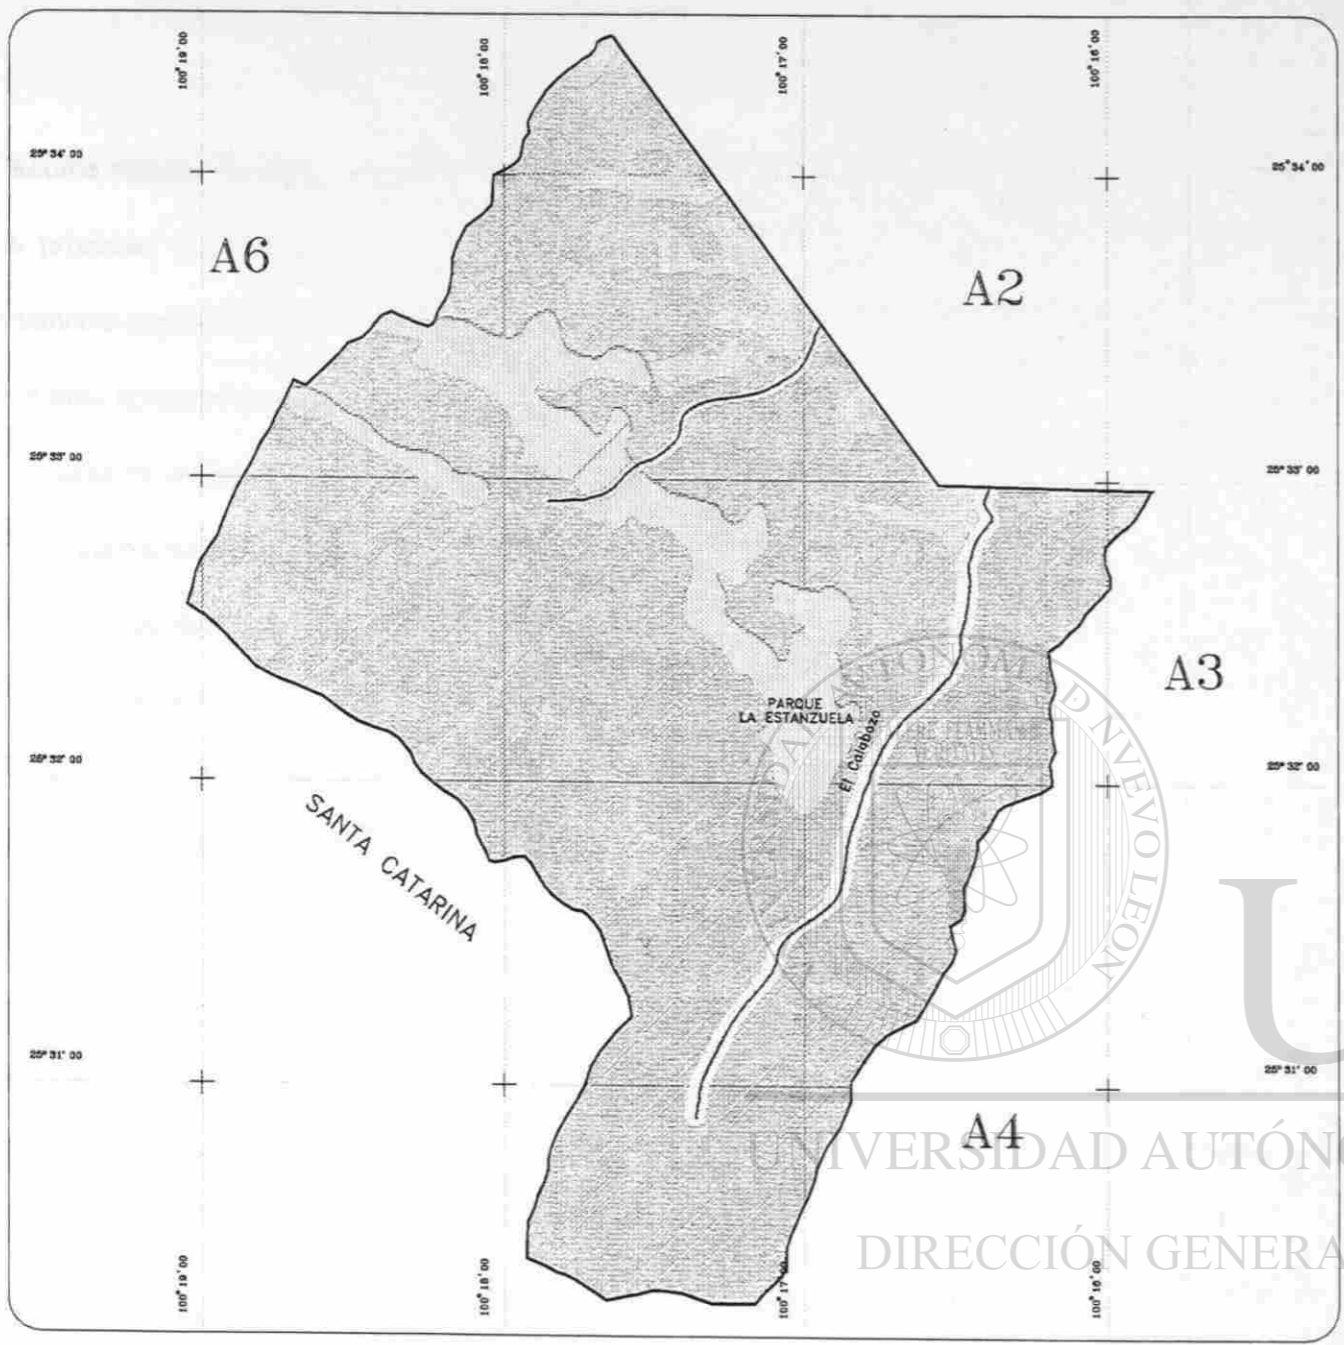 100° 19' 00
100° 18' 00
100° 17' 00
100° 16' 00
25° 34' 00
25° 34' 00
A6
A2
25° 33' 00
25° 33' 00
A3
PARQUE
LA ESTANZUELA
El Calabozo
25° 32' 00
25° 32' 00
SANTA CATARINA
25° 31' 00
25° 31' 00
A4
UNIVERSIDAD AUTÓN
DIRECCIÓN GENERA
100° 19' 00
100° 18' 00
100° 17' 00
100° 16' 00
U